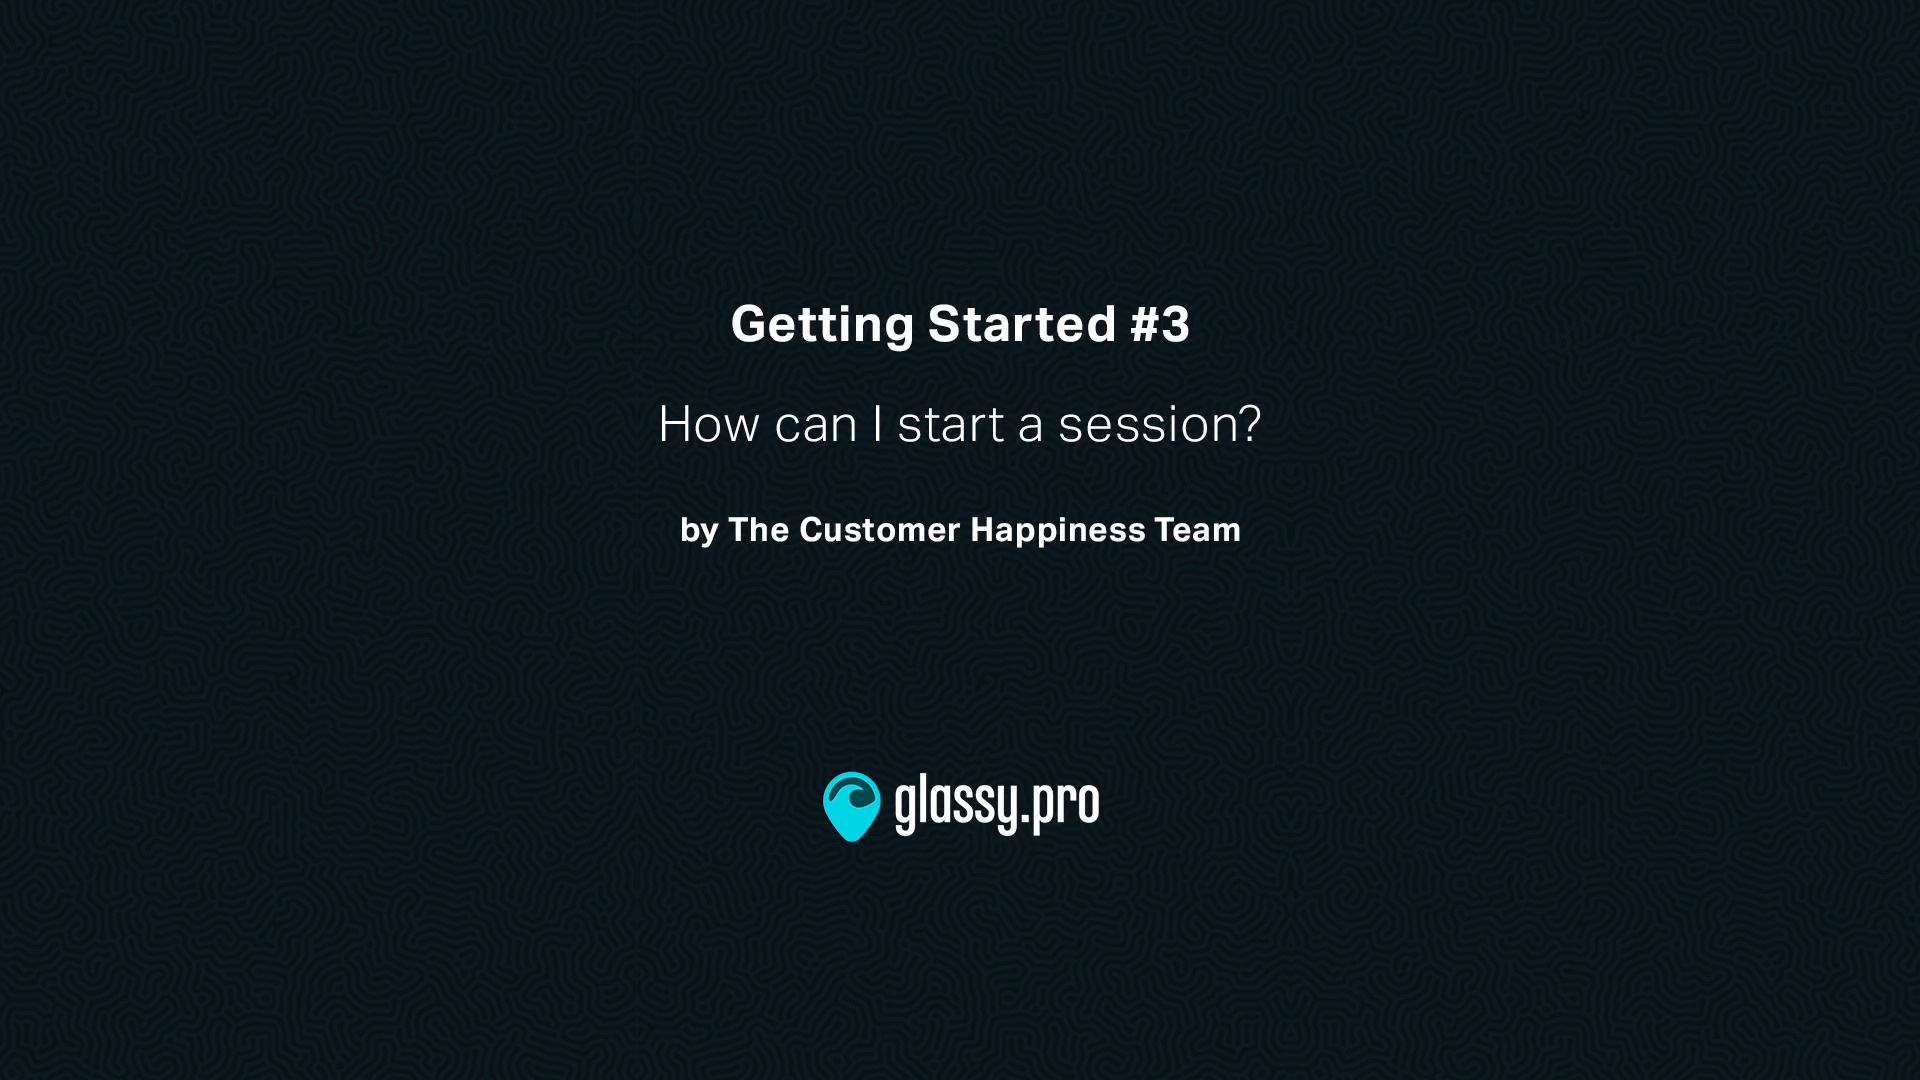 Getting Started #3
How can I start a session?
by The Customer Happiness Team
glassy.pro